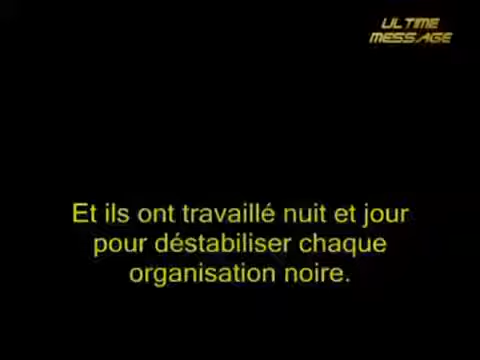 ULTIME
MESSAGE
Et ils ont travaillé nuit et jour
pour déstabiliser chaque
organisation noire.